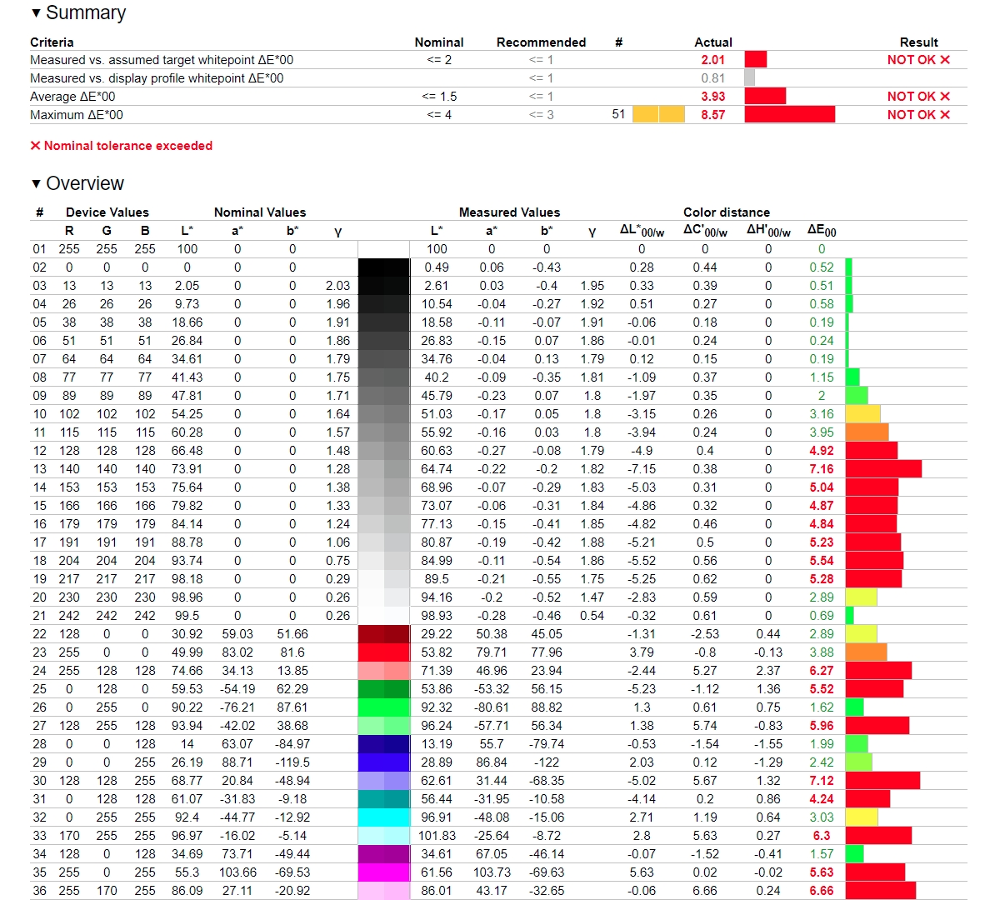 ▼ Summary
Criteria Nominal Recommended # Actual Result
Measured vs. assumed target whitepoint ΔE*00 <= 2 <= 1 2.01 NOT OK ✕
Measured vs. display profile whitepoint ΔE*00 <= 1 0.81
Average ΔE*00 <= 1.5 <= 1 3.93 NOT OK ✕
Maximum ΔE*00 <= 4 <= 3 51 8.57 NOT OK ✕
✕ Nominal tolerance exceeded
▼ Overview
# Device Values Nominal Values Measured Values Color distance
R G B L* a* b* γ L* a* b* γ ΔL*00/w ΔC'00/w ΔH'00/w ΔE00
01 255 255 255 100 0 0 100 0 0 0 0 0 0
02 0 0 0 0 0 0 0.49 0.06 -0.43 0.28 0.44 0 0.52
03 13 13 13 2.05 0 0 2.03 2.61 0.03 -0.4 1.95 0.33 0.39 0 0.51
04 26 26 26 9.73 0 0 1.96 10.54 -0.04 -0.27 1.92 0.51 0.27 0 0.58
05 38 38 38 18.66 0 0 1.91 18.58 -0.11 -0.07 1.91 -0.06 0.18 0 0.19
06 51 51 51 26.84 0 0 1.86 26.83 -0.15 0.07 1.86 -0.01 0.24 0 0.24
07 64 64 64 34.61 0 0 1.79 34.76 -0.04 0.13 1.79 0.12 0.15 0 0.19
08 77 77 77 41.43 0 0 1.75 40.2 -0.09 -0.35 1.81 -1.09 0.37 0 1.15
09 89 89 89 47.81 0 0 1.71 45.79 -0.23 0.07 1.8 -1.97 0.35 0 2
10 102 102 102 54.25 0 0 1.64 51.03 -0.17 0.05 1.8 -3.15 0.26 0 3.16
11 115 115 115 60.28 0 0 1.57 55.92 -0.16 0.03 1.8 -3.94 0.24 0 3.95
12 128 128 128 66.48 0 0 1.48 60.63 -0.27 -0.08 1.79 -4.9 0.4 0 4.92
13 140 140 140 73.91 0 0 1.28 64.74 -0.22 -0.2 1.82 -7.15 0.38 0 7.16
14 153 153 153 75.64 0 0 1.38 68.96 -0.07 -0.29 1.83 -5.03 0.31 0 5.04
15 166 166 166 79.82 0 0 1.33 73.07 -0.06 -0.31 1.84 -4.86 0.32 0 4.87
16 179 179 179 84.14 0 0 1.24 77.13 -0.15 -0.41 1.85 -4.82 0.46 0 4.84
17 191 191 191 88.78 0 0 1.06 80.87 -0.19 -0.42 1.88 -5.21 0.5 0 5.23
18 204 204 204 93.74 0 0 0.75 84.99 -0.11 -0.54 1.86 -5.52 0.56 0 5.54
19 217 217 217 98.18 0 0 0.29 89.5 -0.21 -0.55 1.75 -5.25 0.62 0 5.28
20 230 230 230 98.96 0 0 0.26 94.16 -0.2 -0.52 1.47 -2.83 0.59 0 2.89
21 242 242 242 99.5 0 0 0.26 98.93 -0.28 -0.46 0.54 -0.32 0.61 0 0.69
22 128 0 0 30.92 59.03 51.66 29.22 50.38 45.05 -1.31 -2.53 0.44 2.89
23 255 0 0 49.99 83.02 81.6 53.82 79.71 77.96 3.79 -0.8 -0.13 3.88
24 255 128 128 74.66 34.13 13.85 71.39 46.96 23.94 -2.44 5.27 2.37 6.27
25 0 128 0 59.53 -54.19 62.29 53.86 -53.32 56.15 -5.23 -1.12 1.36 5.52
26 0 255 0 90.22 -76.21 87.61 92.32 -80.61 88.82 1.3 0.61 0.75 1.62
27 128 255 128 93.94 -42.02 38.68 96.24 -57.71 56.34 1.38 5.74 -0.83 5.96
28 0 0 128 14 63.07 -84.97 13.19 55.7 -79.74 -0.53 -1.54 -1.55 1.99
29 0 0 255 26.19 88.71 -119.5 28.89 86.84 -122 2.03 0.12 -1.29 2.42
30 128 128 255 68.77 20.84 -48.94 62.61 31.44 -68.35 -5.02 5.67 1.32 7.12
31 0 128 128 61.07 -31.83 -9.18 56.44 -31.95 -10.58 -4.14 0.2 0.86 4.24
32 0 255 255 92.4 -44.77 -12.92 96.91 -48.08 -15.06 2.71 1.19 0.64 3.03
33 170 255 255 96.97 -16.02 -5.14 101.83 -25.64 -8.72 2.8 5.63 0.27 6.3
34 128 0 128 34.69 73.71 -49.44 34.61 67.05 -46.14 -0.07 -1.52 -0.41 1.57
35 255 0 255 55.3 103.66 -69.53 61.56 103.73 -69.63 5.63 0.02 -0.02 5.63
36 255 170 255 86.09 27.11 -20.92 86.01 43.17 -32.65 -0.06 6.66 0.24 6.66